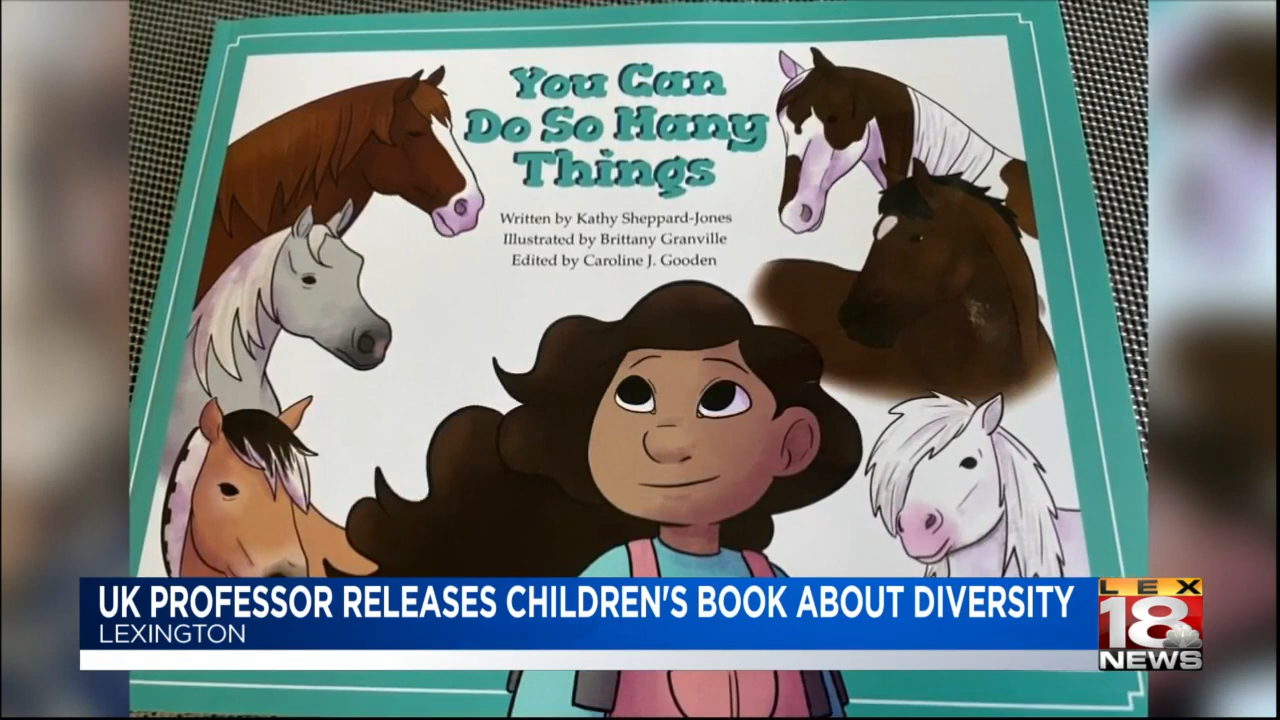 You Can
Do So Many
Things
Written by Kathy Sheppard-Jones
Illustrated by Brittany Granville
Edited by Caroline J. Gooden
UK PROFESSOR RELEASES CHILDREN'S BOOK ABOUT DIVERSITY
LEXINGTON
LEX
18
NEWS